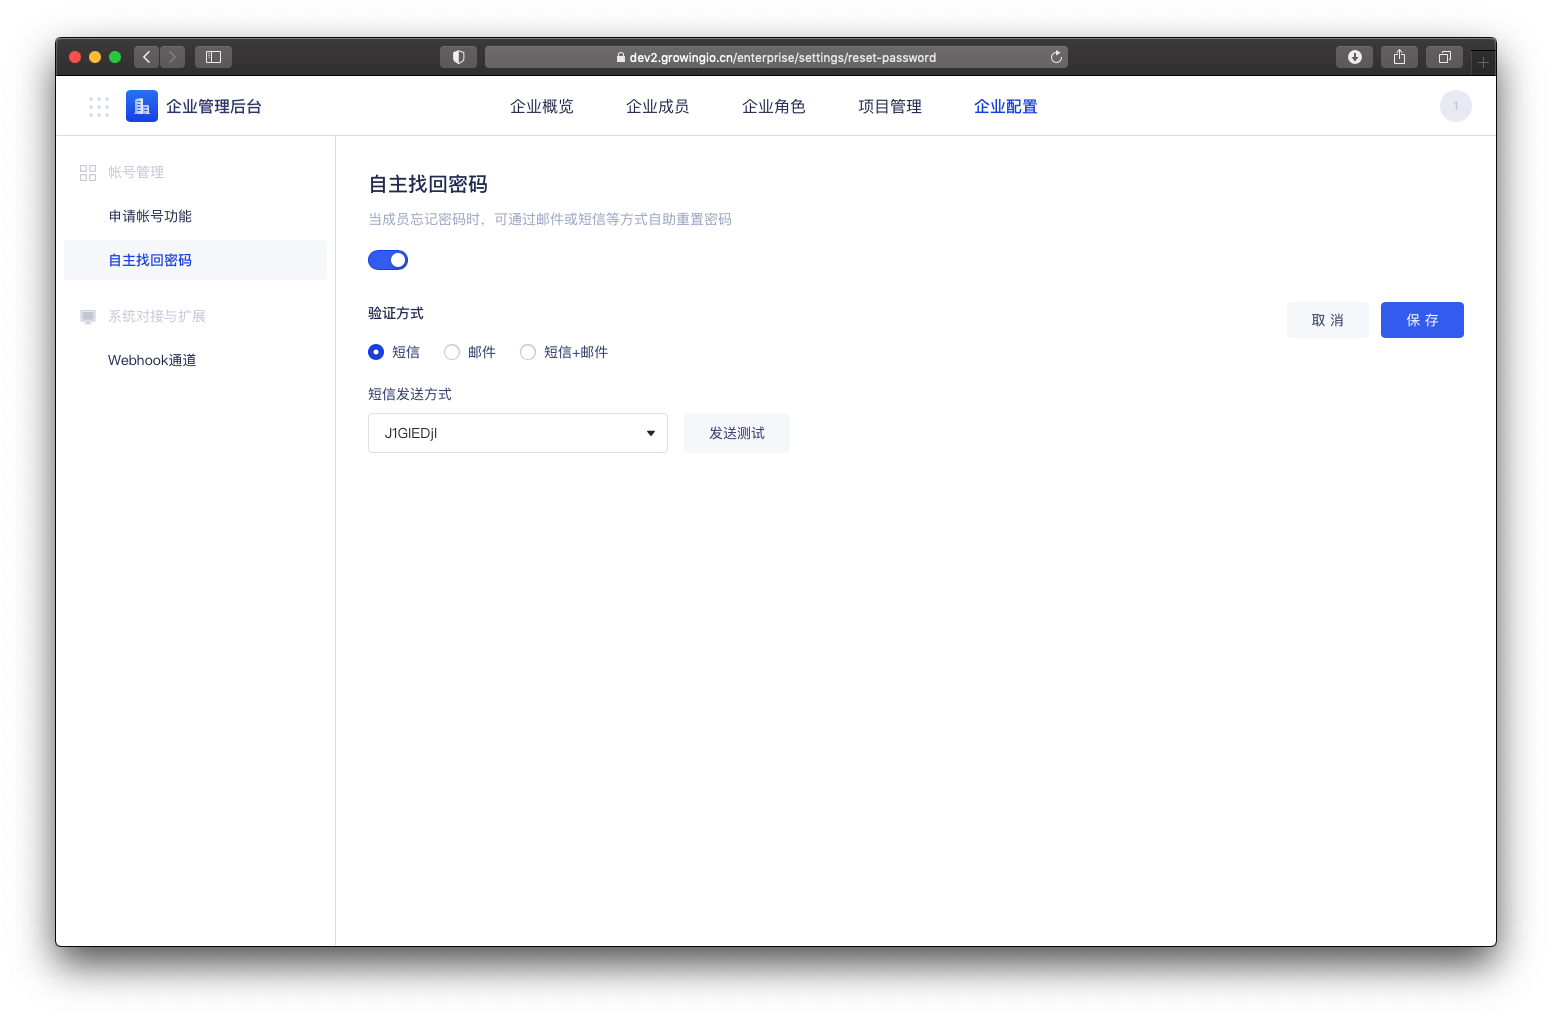 dev2.growingio.cn/enterprise/settings/reset-password
企业管理后台
企业概览
企业成员
企业角色
项目管理
企业配置
1
帐号管理
申请帐号功能
自主找回密码
系统对接与扩展
Webhook通道
自主找回密码
当成员忘记密码时，可通过邮件或短信等方式自助重置密码
验证方式
取 消
保 存
短信
邮件
短信+邮件
短信发送方式
J1GIEDjI
发送测试